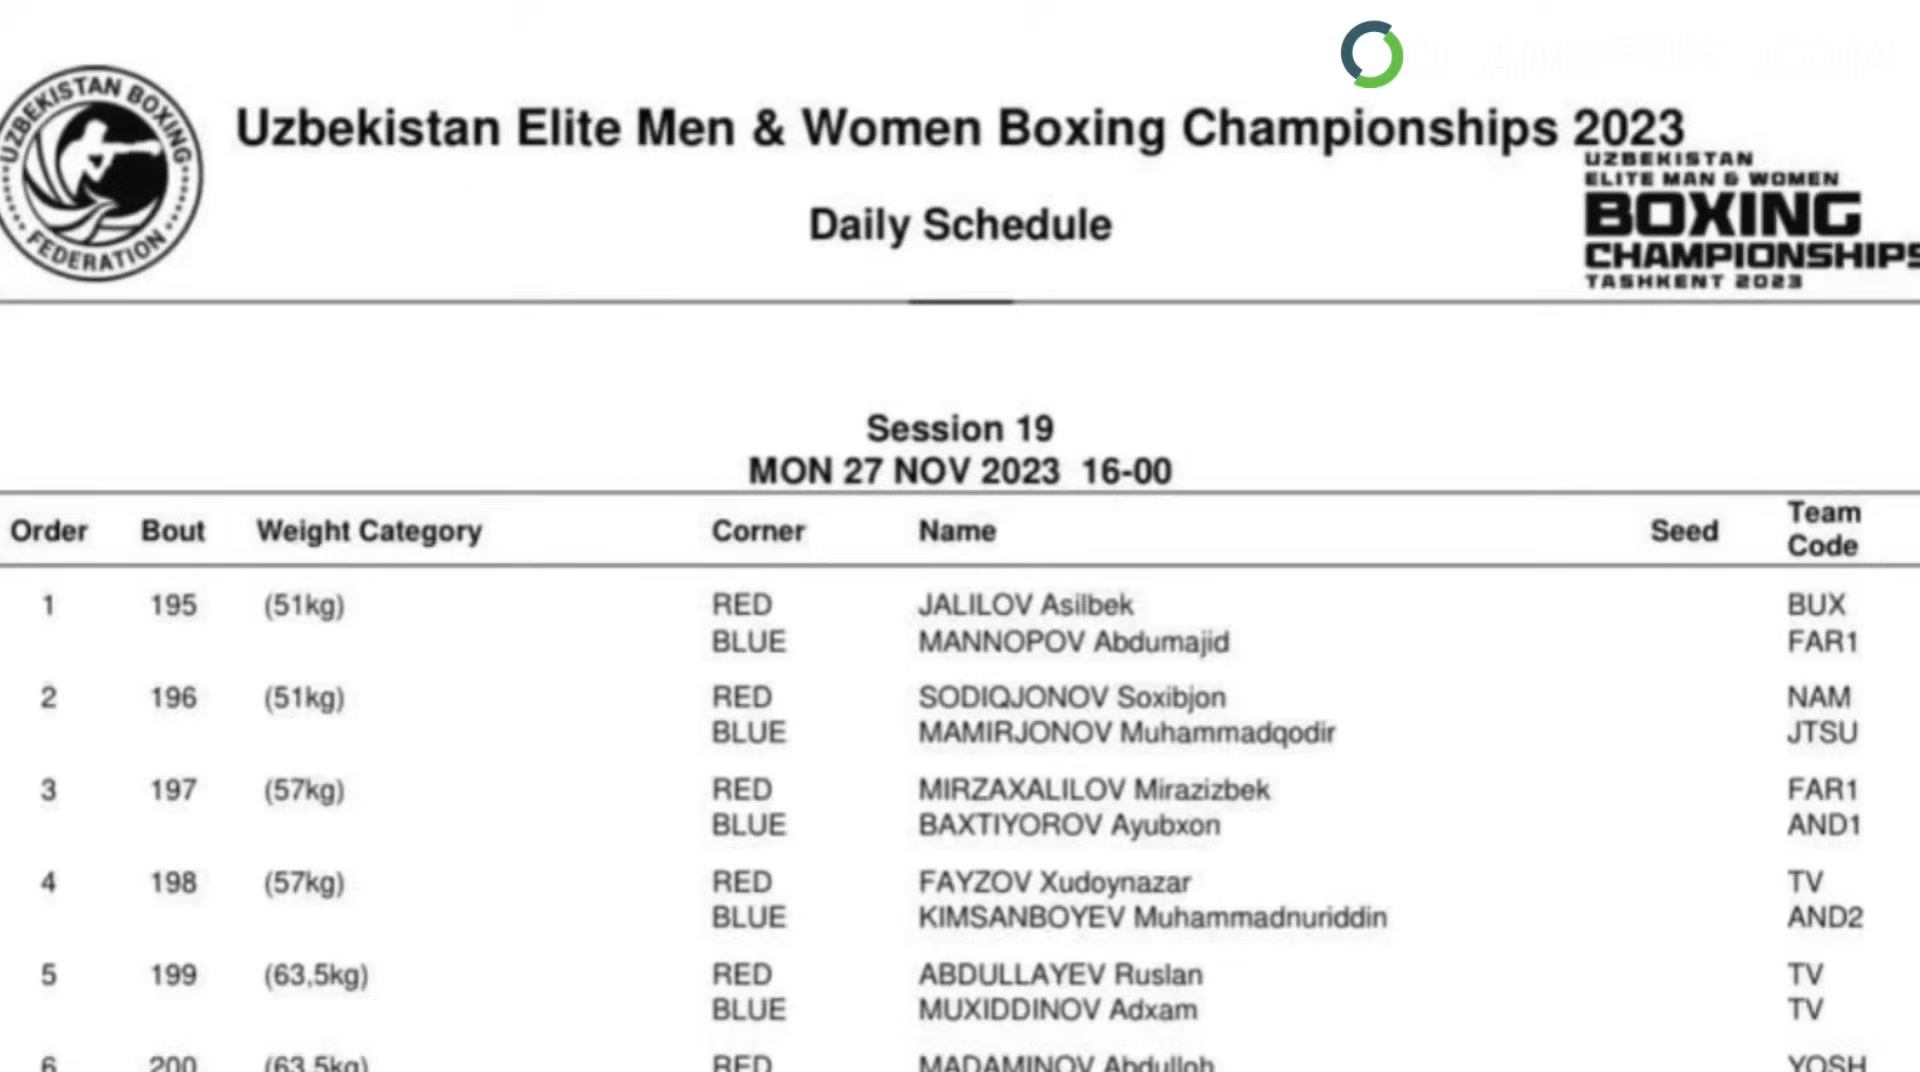 UZBEKISTAN BOXING
FEDERATION
Uzbekistan Elite Men & Women Boxing Championships 2023
Daily Schedule
UZBEKISTAN
ELITE MAN & WOMEN
BOXING
CHAMPIONSHIPS
TASHKENT 2023
Session 19
MON 27 NOV 2023 16-00
Order Bout Weight Category Corner Name Seed Team Code
1 195 (51kg) RED JALILOV Asilbek BUX
BLUE MANNOPOV Abdumajid FAR1
2 196 (51kg) RED SODIQJONOV Soxibjon NAM
BLUE MAMIRJONOV Muhammadqodir JTSU
3 197 (57kg) RED MIRZAXALILOV Mirazizbek FAR1
BLUE BAXTIYOROV Ayubxon AND1
4 198 (57kg) RED FAYZOV Xudoynazar TV
BLUE KIMSANBOYEV Muhammadnuriddin AND2
5 199 (63,5kg) RED ABDULLAYEV Ruslan TV
BLUE MUXIDDINOV Adxam TV
6 200 (63,5kg) RED MADAMINOV Abdulloh YOSH